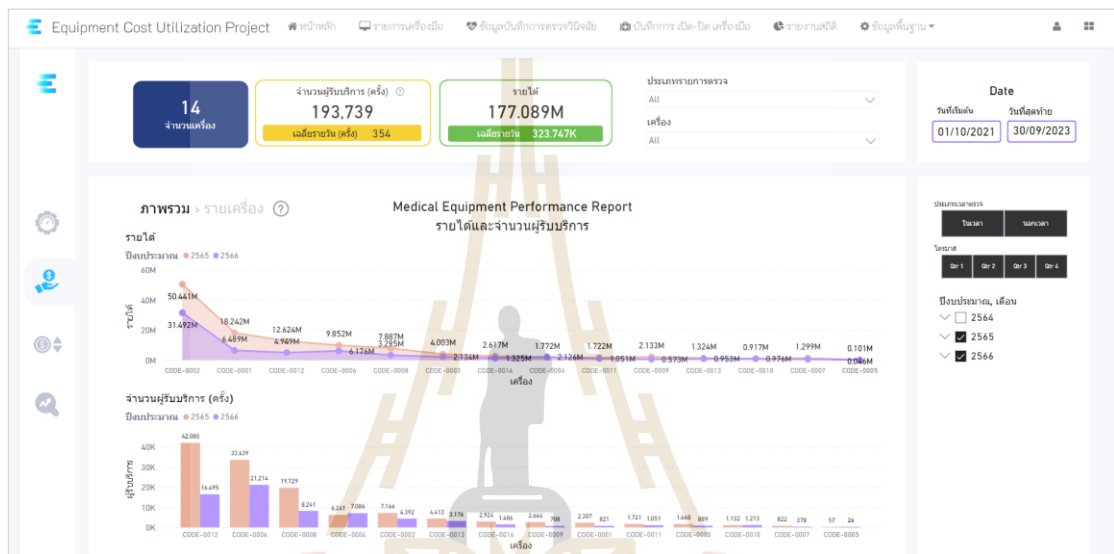 Equipment Cost Utilization Project
หน้าหลัก
รายการเครื่องมือ
ข้อมูลบันทึกการตรวจวินิจฉัย
บันทึกการ เปิด-ปิด เครื่องมือ
รายงานสถิติ
ข้อมูลพื้นฐาน
14
จำนวนเครื่อง
จำนวนผู้รับบริการ (ครั้ง)
193,739
เฉลี่ยรายวัน (ครั้ง) 354
รายได้
177.089M
เฉลี่ยรายวัน 323.747K
ประเภทรายการตรวจ
All
เครื่อง
All
Date
วันที่เริ่มต้น วันที่สุดท้าย
01/10/2021 30/09/2023
ภาพรวม › รายเครื่อง ?
Medical Equipment Performance Report
รายได้และจำนวนผู้รับบริการ
รายได้
ปีงบประมาณ 2565 2566
60M
40M
20M
0M
รายได้
50.441M 18.242M 12.624M 9.852M 7.887M 4.003M 2.617M 1.772M 1.722M 2.133M 1.324M 0.917M 1.299M 0.101M
31.492M 6.489M 4.949M 6.176M 3.295M 2.134M 1.325M 2.126M 1.051M 0.573M 0.953M 0.976M 0.046M
CODE-0002 CODE-0001 CODE-0012 CODE-0006 CODE-0008 CODE-0003 CODE-0014 CODE-0004 CODE-0011 CODE-0009 CODE-0013 CODE-0010 CODE-0007 CODE-0005
เครื่อง
จำนวนผู้รับบริการ (ครั้ง)
ปีงบประมาณ 2565 2566
40K
30K
20K
10K
0K
ผู้รับบริการ
33,629 19,729 7,166 4,413 2,924 2,307 1,721 1,132 822 57
16,495 21,214 8,241 7,086 4,392 3,176 1,486 708 821 1,051 1,213 378 26
CODE-0012 CODE-0006 CODE-0008 CODE-0004 CODE-0002 CODE-0013 CODE-0014 CODE-0009 CODE-0001 CODE-0011 CODE-0003 CODE-0010 CODE-0007 CODE-0005
เครื่อง
ประเภทเวลาตรวจ
ในเวลา นอกเวลา
ไตรมาส
Qtr 1 Qtr 2 Qtr 3 Qtr 4
ปีงบประมาณ, เดือน
2564
2565
2566